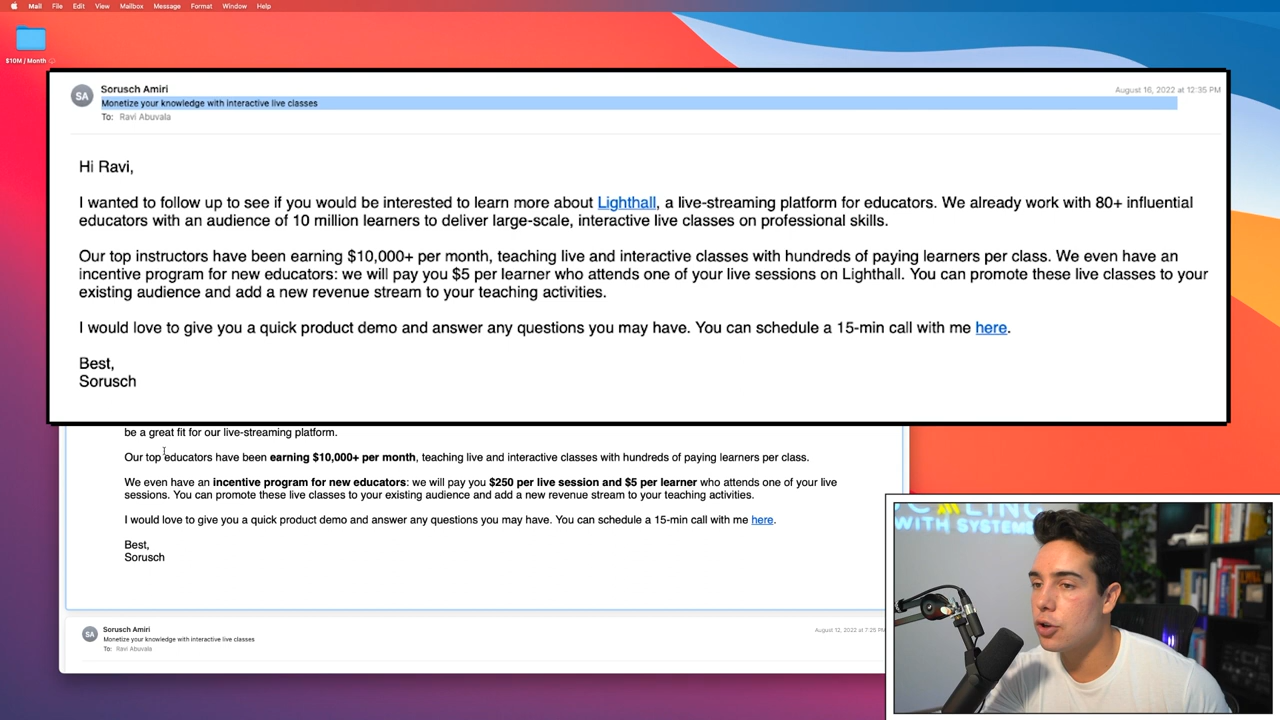 Mail File Edit View Mailbox Message Format Window Help
$10M / Month
SA
Sorusch Amiri
August 16, 2022 at 12:35 PM
Monetize your knowledge with interactive live classes
To: Ravi Abuvala
Hi Ravi,
I wanted to follow up to see if you would be interested to learn more about Lighthall, a live-streaming platform for educators. We already work with 80+ influential
educators with an audience of 10 million learners to deliver large-scale, interactive live classes on professional skills.
Our top instructors have been earning $10,000+ per month, teaching live and interactive classes with hundreds of paying learners per class. We even have an
incentive program for new educators: we will pay you $5 per learner who attends one of your live sessions on Lighthall. You can promote these live classes to your
existing audience and add a new revenue stream to your teaching activities.
I would love to give you a quick product demo and answer any questions you may have. You can schedule a 15-min call with me here.
Best,
Sorusch
be a great fit for our live-streaming platform.
Our top educators have been earning $10,000+ per month, teaching live and interactive classes with hundreds of paying learners per class.
We even have an incentive program for new educators: we will pay you $250 per live session and $5 per learner who attends one of your live
sessions. You can promote these live classes to your existing audience and add a new revenue stream to your teaching activities.
I would love to give you a quick product demo and answer any questions you may have. You can schedule a 15-min call with me here.
Best,
Sorusch
SA
Sorusch Amiri
August 12, 2022 at 7:25 PM
Monetize your knowledge with interactive live classes
To: Ravi Abuvala
WITH SYSTEMS